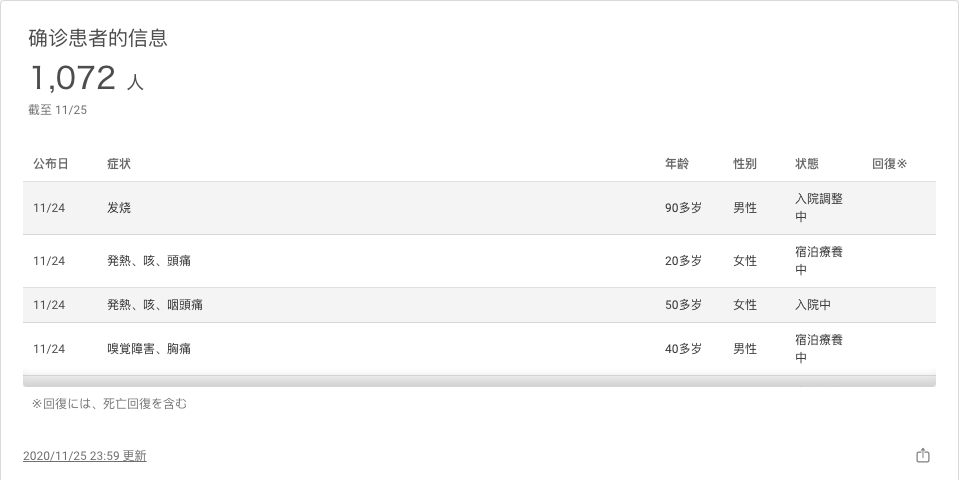 确诊患者的信息
1,072 人
截至 11/25
公布日 症状 年龄 性别 状態 回復※
11/24 发烧 90多岁 男性 入院調整中
11/24 発熱、咳、頭痛 20多岁 女性 宿泊療養中
11/24 発熱、咳、咽頭痛 50多岁 女性 入院中
11/24 嗅覚障害、胸痛 40多岁 男性 宿泊療養中
※回復には、死亡回復を含む
2020/11/25 23:59 更新